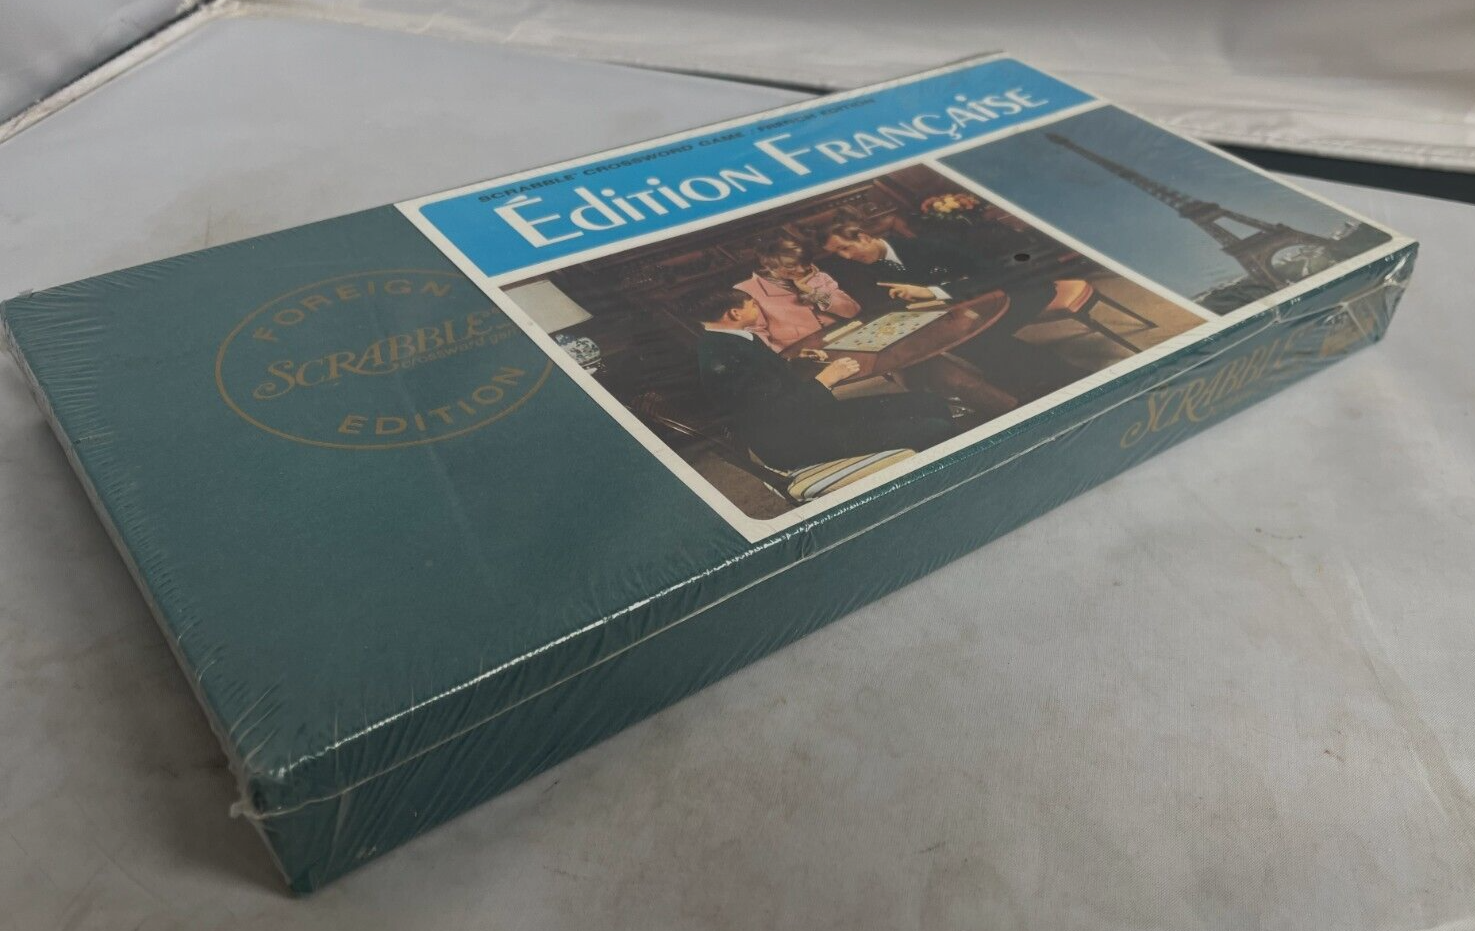 SCRABBLE® CROSSWORD GAME / FRENCH EDITION
Édition Française
FOREIGN
SCRABBLE
crossword game
EDITION
SCRABBLE